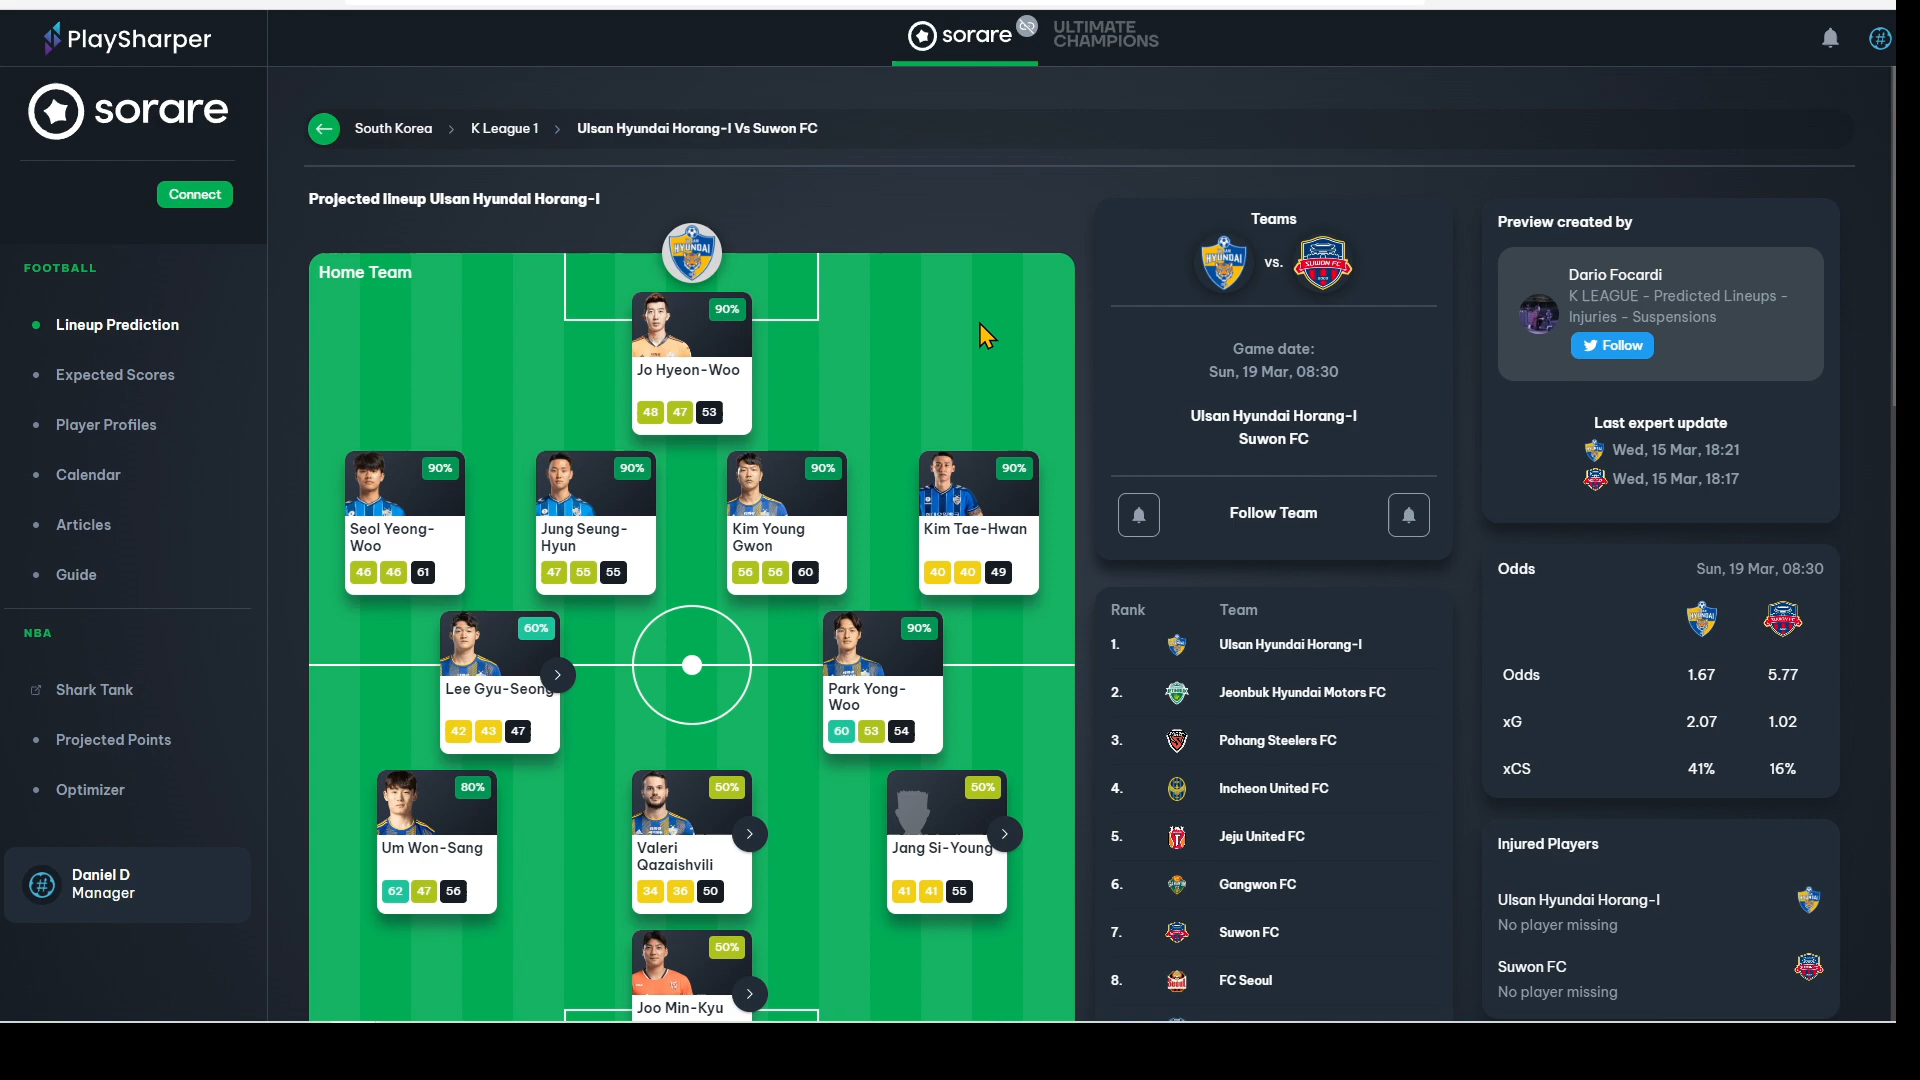 PlaySharper
sorare
ULTIMATE
CHAMPIONS
sorare
Connect
FOOTBALL
Lineup Prediction
Expected Scores
Player Profiles
Calendar
Articles
Guide
NBA
Shark Tank
Projected Points
Optimizer
Daniel D
Manager
South Korea > K League 1 > Ulsan Hyundai Horang-I Vs Suwon FC
Projected lineup Ulsan Hyundai Horang-I
Home Team
90%
Jo Hyeon-Woo
48 47 53
90%
Seol Yeong-
Woo
46 46 61
90%
Jung Seung-
Hyun
47 55 55
90%
Kim Young
Gwon
56 56 60
90%
Kim Tae-Hwan
40 40 49
60%
Lee Gyu-Seong
42 43 47
90%
Park Yong-
Woo
60 53 54
80%
Um Won-Sang
62 47 56
50%
Valeri
Qazaishvili
34 36 50
50%
Jang Si-Young
41 41 55
50%
Joo Min-Kyu
Teams
HYUNDAI vs. SUWON FC
Game date:
Sun, 19 Mar, 08:30
Ulsan Hyundai Horang-I
Suwon FC
Follow Team
Rank Team
1. Ulsan Hyundai Horang-I
2. Jeonbuk Hyundai Motors FC
3. Pohang Steelers FC
4. Incheon United FC
5. Jeju United FC
6. Gangwon FC
7. Suwon FC
8. FC Seoul
Preview created by
Dario Focardi
K LEAGUE - Predicted Lineups -
Injuries - Suspensions
Follow
Last expert update
Wed, 15 Mar, 18:21
Wed, 15 Mar, 18:17
Odds Sun, 19 Mar, 08:30
Odds 1.67 5.77
xG 2.07 1.02
xCS 41% 16%
Injured Players
Ulsan Hyundai Horang-I
No player missing
Suwon FC
No player missing